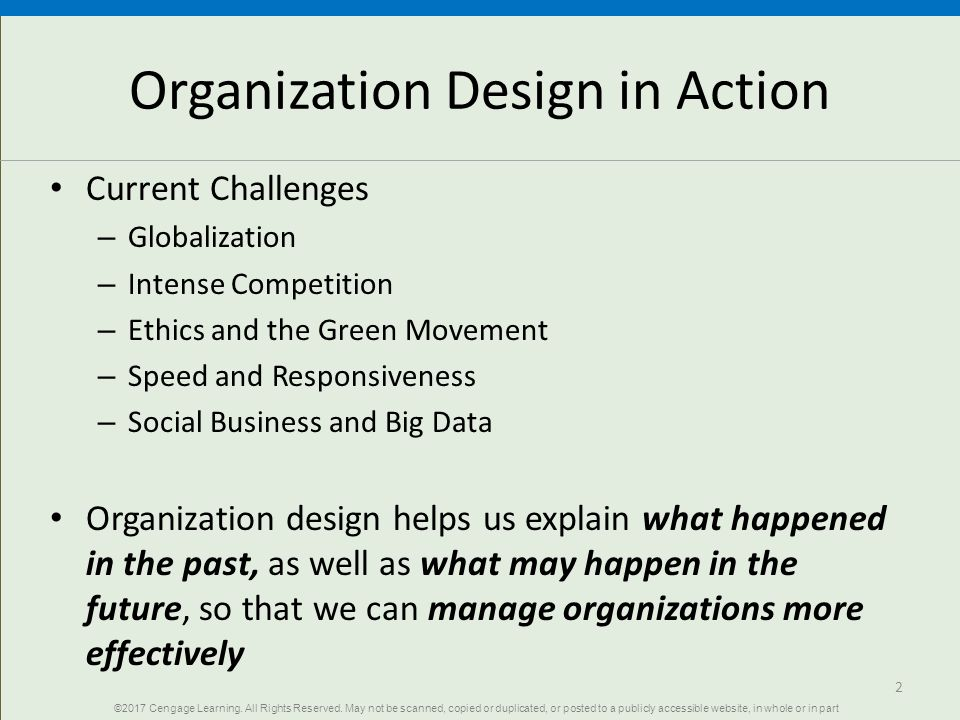 Organization Design in Action
• Current Challenges
– Globalization
– Intense Competition
– Ethics and the Green Movement
– Speed and Responsiveness
– Social Business and Big Data
• Organization design helps us explain what happened
in the past, as well as what may happen in the
future, so that we can manage organizations more
effectively
2
©2017 Cengage Learning. All Rights Reserved. May not be scanned, copied or duplicated, or posted to a publicly accessible website, in whole or in part